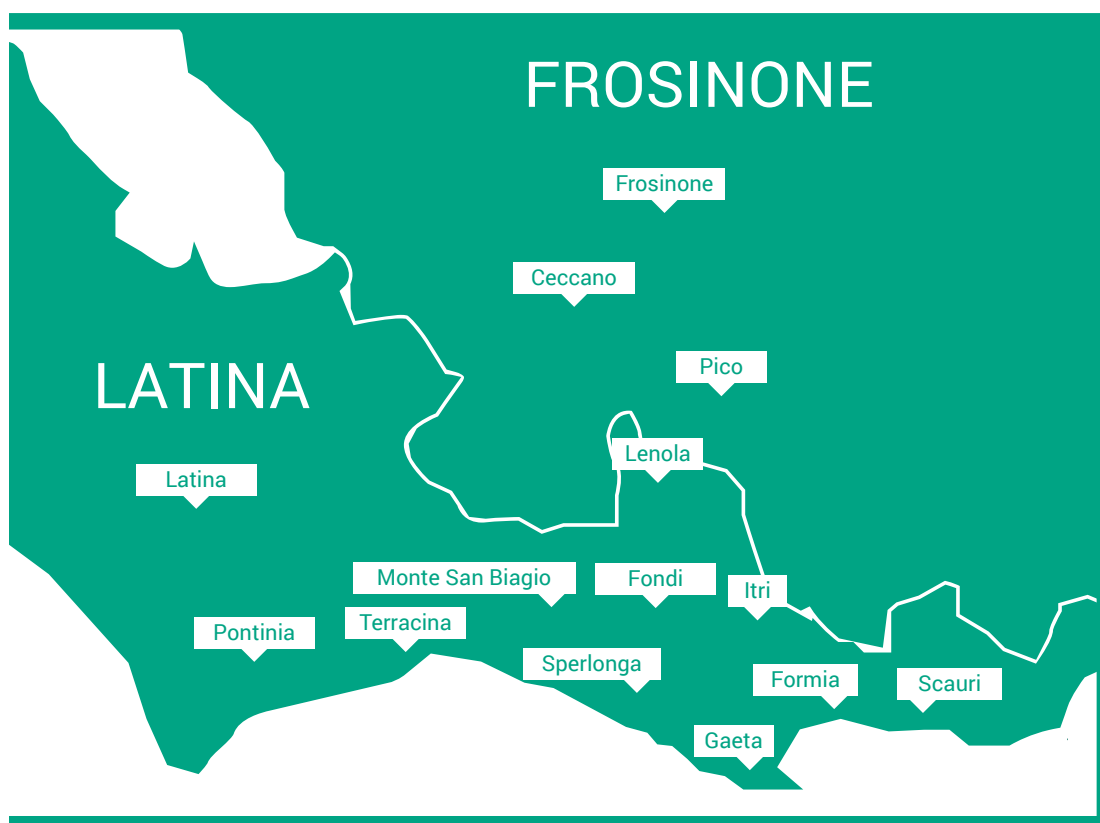 FROSINONE
Frosinone
Ceccano
Pico
LATINA
Lenola
Latina
Monte San Biagio
Fondi
Itri
Terracina
Pontinia
Sperlonga
Formia
Scauri
Gaeta